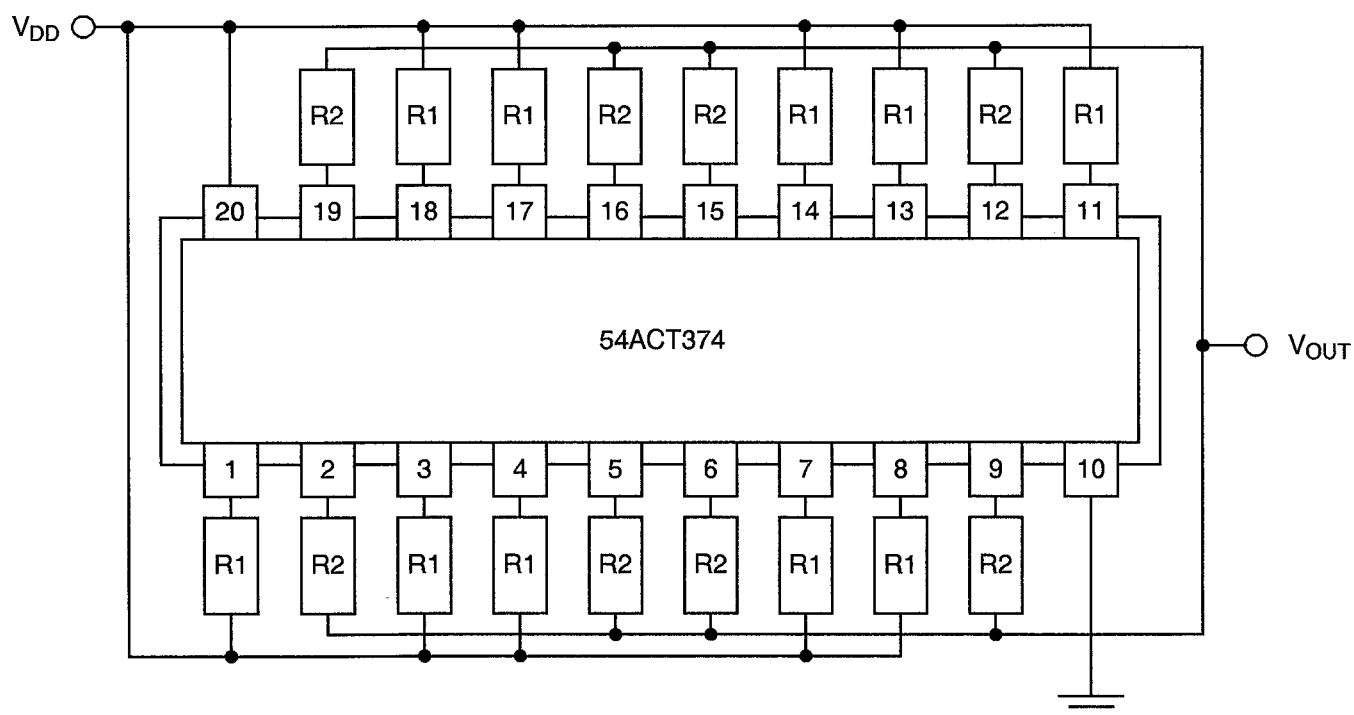 VDD
R2 R1 R1 R2 R2 R1 R1 R2 R1
20 19 18 17 16 15 14 13 12 11
54ACT374
VOUT
1 2 3 4 5 6 7 8 9 10
R1 R2 R1 R1 R2 R2 R1 R1 R2